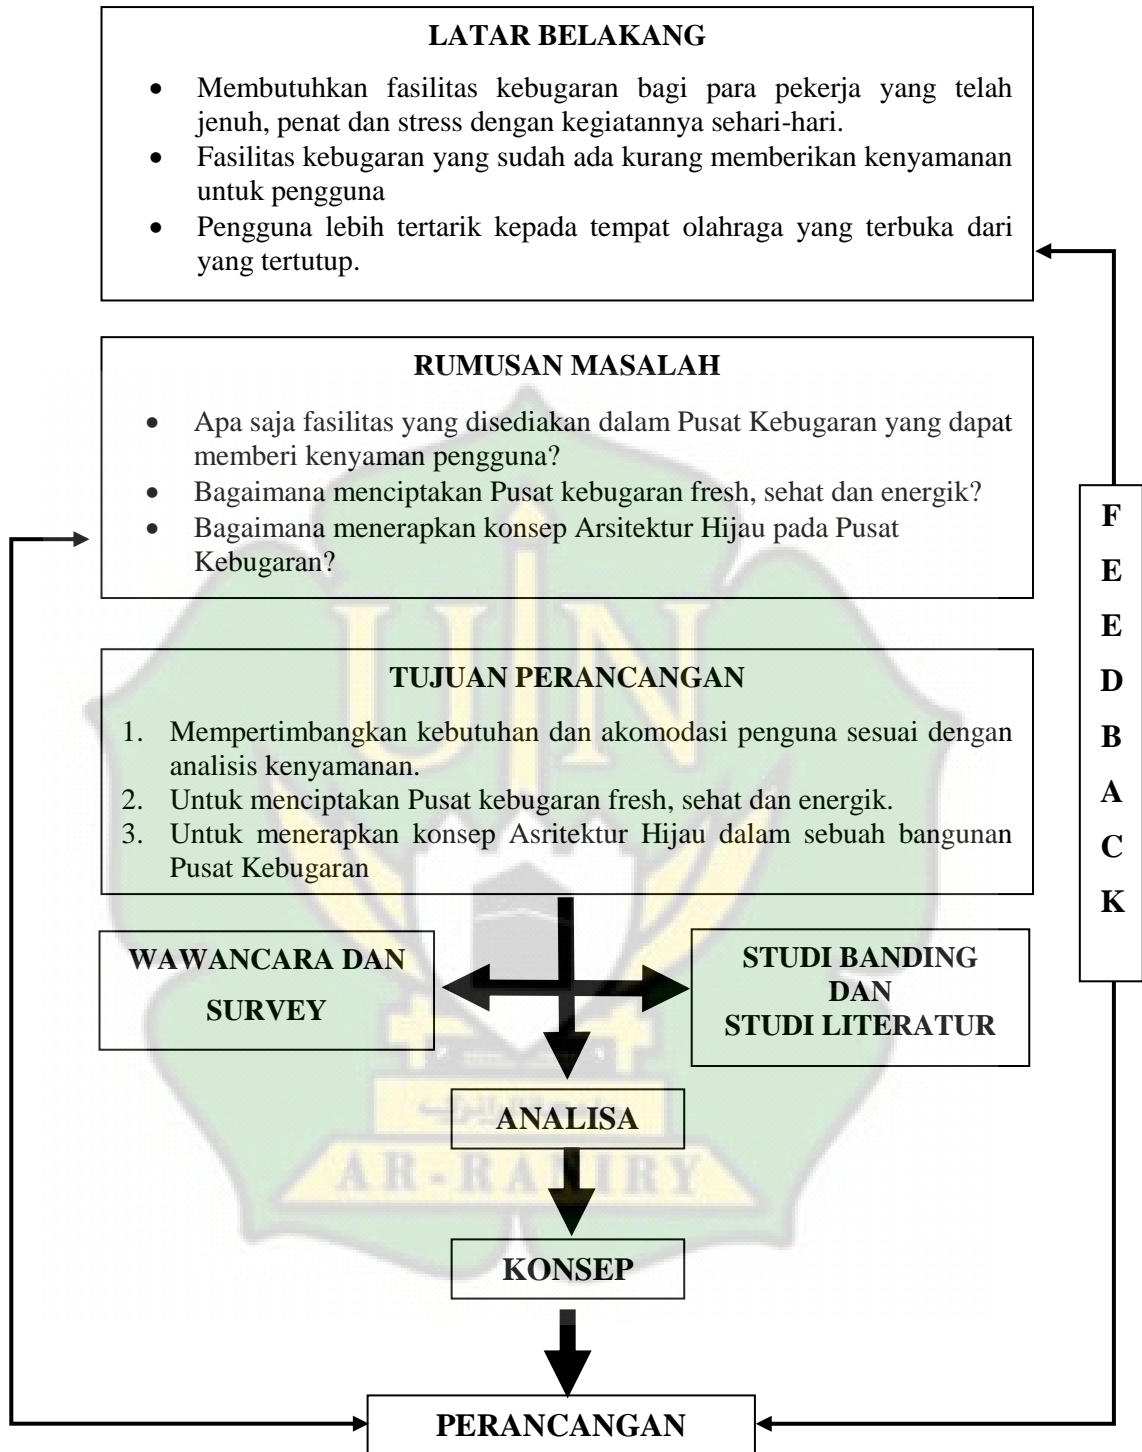 LATAR BELAKANG
• Membutuhkan fasilitas kebugaran bagi para pekerja yang telah
jenuh, penat dan stress dengan kegiatannya sehari-hari.
• Fasilitas kebugaran yang sudah ada kurang memberikan kenyamanan
untuk pengguna
• Pengguna lebih tertarik kepada tempat olahraga yang terbuka dari
yang tertutup.
RUMUSAN MASALAH
• Apa saja fasilitas yang disediakan dalam Pusat Kebugaran yang dapat
memberi kenyaman pengguna?
• Bagaimana menciptakan Pusat kebugaran fresh, sehat dan energik?
• Bagaimana menerapkan konsep Arsitektur Hijau pada Pusat
Kebugaran?
TUJUAN PERANCANGAN
1. Mempertimbangkan kebutuhan dan akomodasi penguna sesuai dengan
analisis kenyamanan.
2. Untuk menciptakan Pusat kebugaran fresh, sehat dan energik.
3. Untuk menerapkan konsep Asritektur Hijau dalam sebuah bangunan
Pusat Kebugaran
WAWANCARA DAN
SURVEY
STUDI BANDING
DAN
STUDI LITERATUR
ANALISA
KONSEP
PERANCANGAN
F
E
E
D
B
A
C
K
UIN
AR-RANIRY